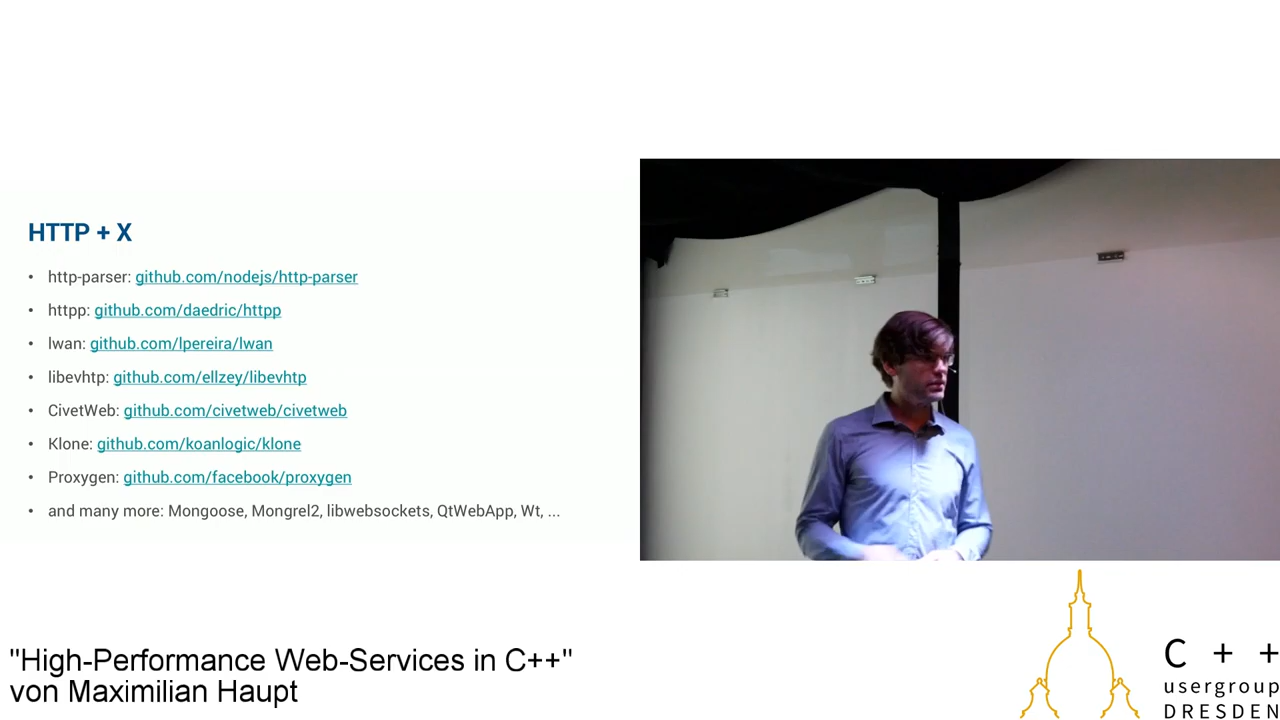 HTTP + X
• http-parser: github.com/nodejs/http-parser
• httpp: github.com/daedric/httpp
• lwan: github.com/lpereira/lwan
• libevhtp: github.com/ellzey/libevhtp
• CivetWeb: github.com/civetweb/civetweb
• Klone: github.com/koanlogic/klone
• Proxygen: github.com/facebook/proxygen
• and many more: Mongoose, Mongrel2, libwebsockets, QtWebApp, Wt, ...
"High-Performance Web-Services in C++"
von Maximilian Haupt
C + +
usergroup
DRESDEN